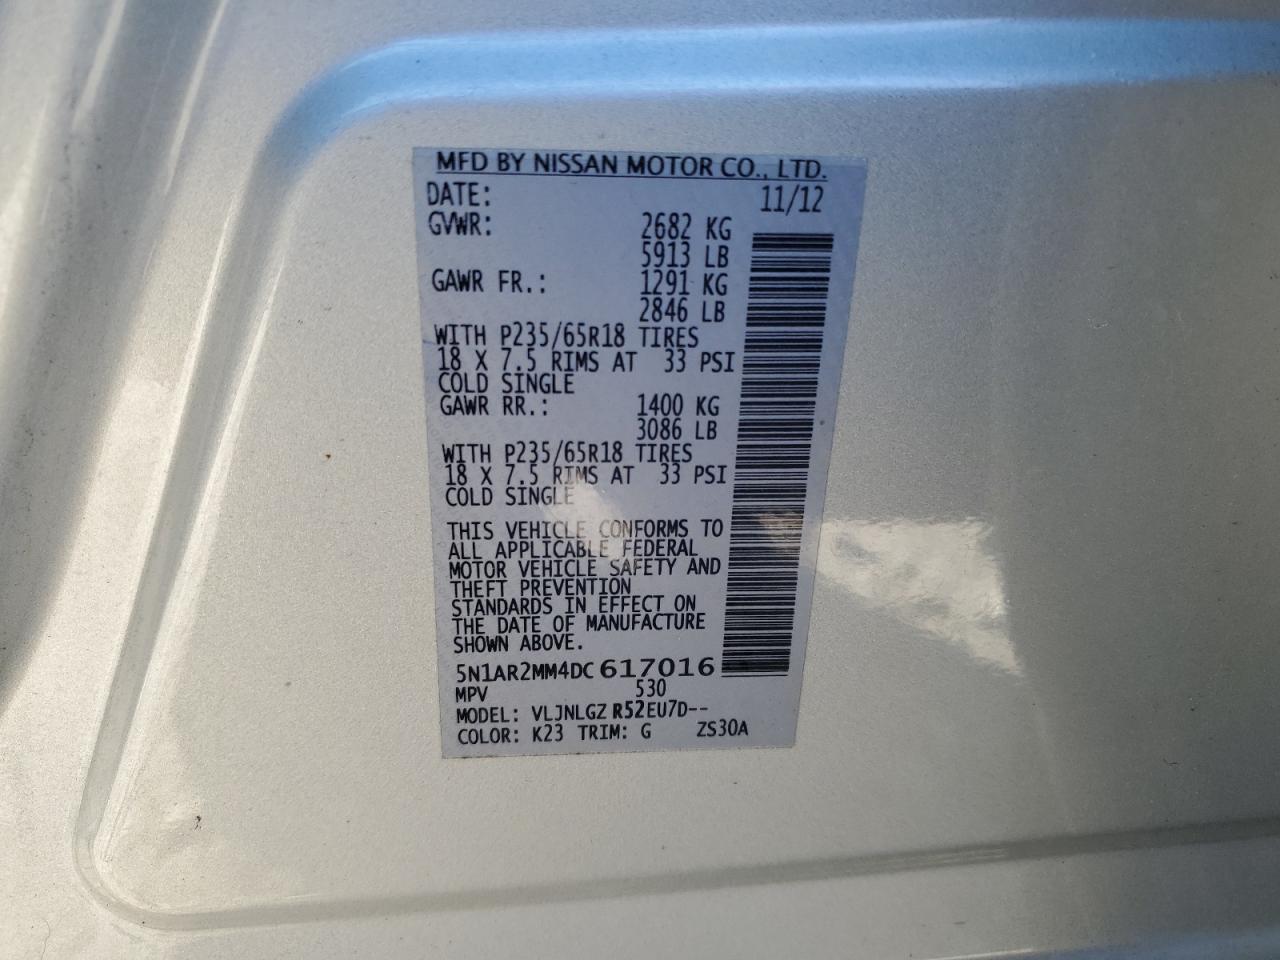 MFD BY NISSAN MOTOR CO., LTD.
DATE: 11/12
GVWR: 2682 KG
5913 LB
GAWR FR.: 1291 KG
2846 LB
WITH P235/65R18 TIRES
18 X 7.5 RIMS AT 33 PSI
COLD SINGLE
GAWR RR.: 1400 KG
3086 LB
WITH P235/65R18 TIRES
18 X 7.5 RIMS AT 33 PSI
COLD SINGLE
THIS VEHICLE CONFORMS TO
ALL APPLICABLE FEDERAL
MOTOR VEHICLE SAFETY AND
THEFT PREVENTION
STANDARDS IN EFFECT ON
THE DATE OF MANUFACTURE
SHOWN ABOVE.
5N1AR2MM4DC617016
MPV 530
MODEL: VLJNLGZ R52EU7D--
COLOR: K23 TRIM: G ZS30A